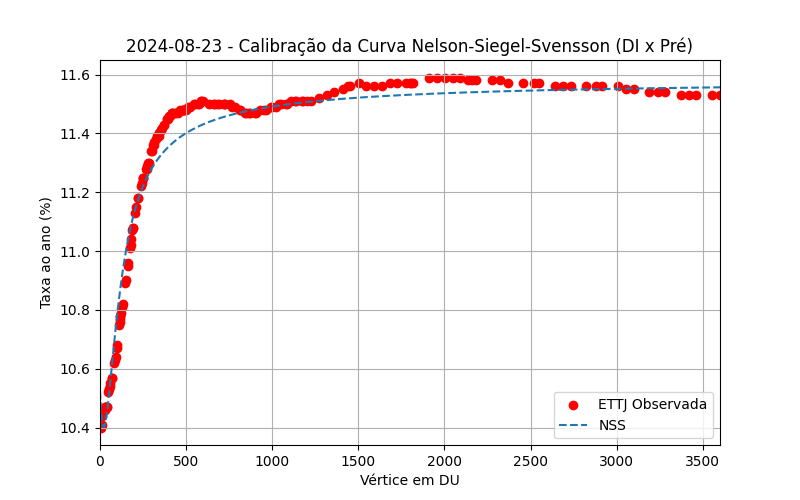 2024-08-23 - Calibração da Curva Nelson-Siegel-Svensson (DI x Pré)
Taxa ao ano (%)
11.6
11.4
11.2
11.0
10.8
10.6
10.4
ETTJ Observada
NSS
0 500 1000 1500 2000 2500 3000 3500
Vértice em DU